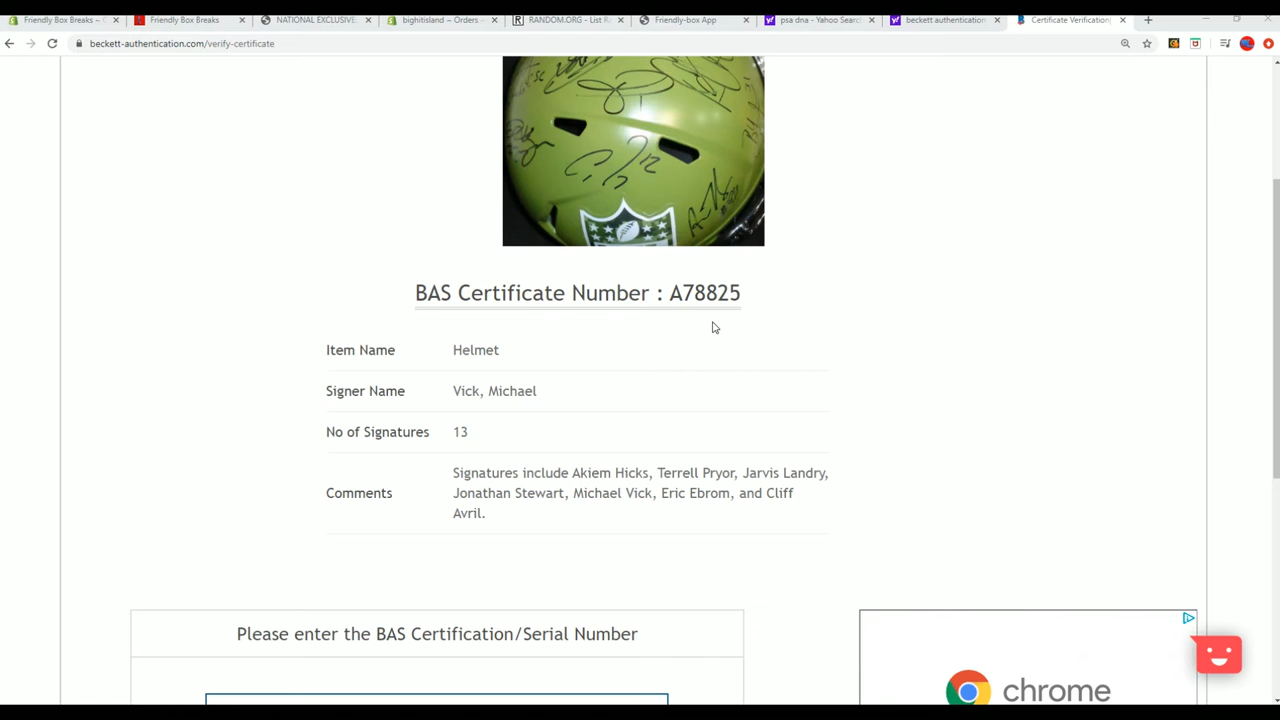 Friendly Box Breaks ~ G
Friendly Box Breaks
NATIONAL EXCLUSIVE
bighitisland ~ Orders ~
RANDOM.ORG - List R
Friendly-box App
psa dna - Yahoo Searc
beckett authentication
Certificate Verification
beckett-authentication.com/verify-certificate
BAS Certificate Number : A78825
Item Name Helmet
Signer Name Vick, Michael
No of Signatures 13
Comments Signatures include Akiem Hicks, Terrell Pryor, Jarvis Landry,
Jonathan Stewart, Michael Vick, Eric Ebrom, and Cliff
Avril.
Please enter the BAS Certification/Serial Number
chrome